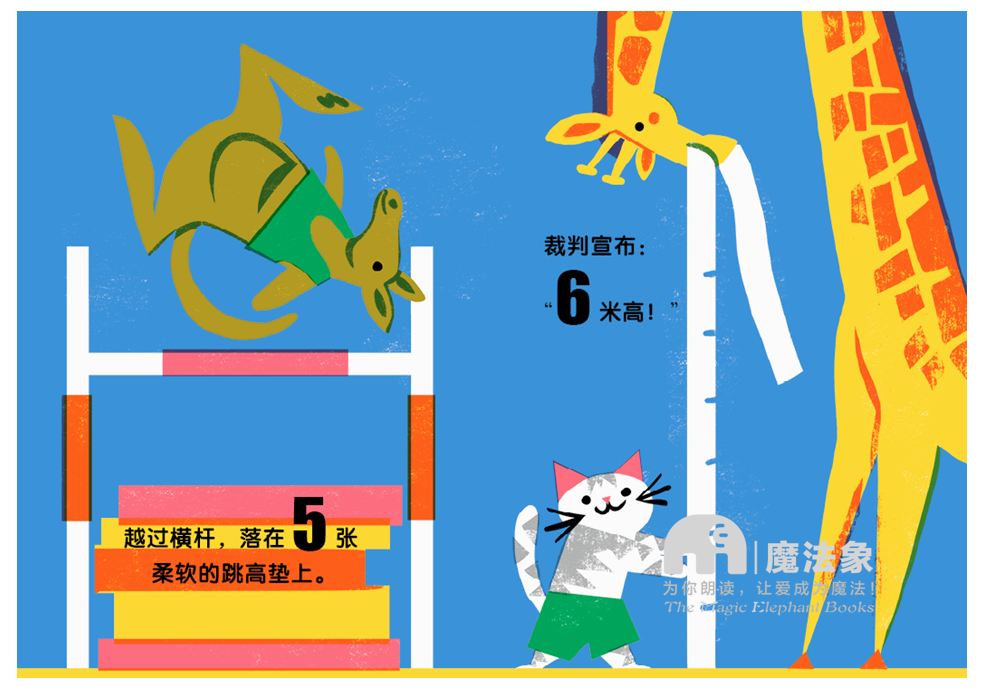 越过横杆，落在 5 张
柔软的跳高垫上。
裁判宣布：
“6 米高！”
魔法象
为你朗读，让爱成为魔法！
The Magic Elephant Books